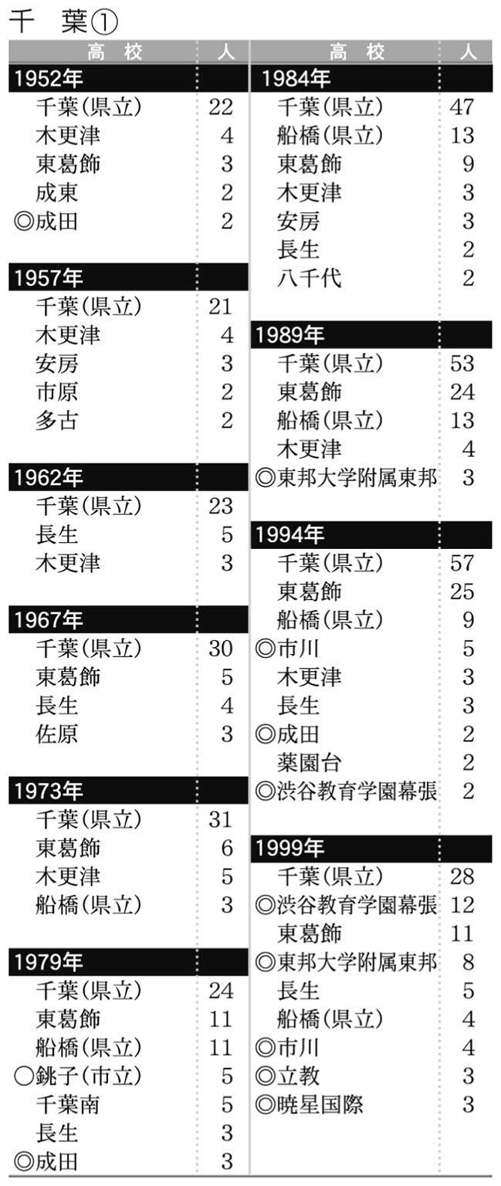 千 葉①
高 校 人
1952年
千葉（県立） 22
木更津 4
東葛飾 3
成東 2
◎成田 2
1957年
千葉（県立） 21
木更津 4
安房 3
市原 2
多古 2
1962年
千葉（県立） 23
長生 5
木更津 3
1967年
千葉（県立） 30
東葛飾 5
長生 4
佐原 3
1973年
千葉（県立） 31
東葛飾 6
木更津 5
船橋（県立） 3
1979年
千葉（県立） 24
東葛飾 11
船橋（県立） 11
○銚子（市立） 5
千葉南 5
長生 3
◎成田 3
高 校 人
1984年
千葉（県立） 47
船橋（県立） 13
東葛飾 9
木更津 3
安房 3
長生 2
八千代 2
1989年
千葉（県立） 53
東葛飾 24
船橋（県立） 13
木更津 4
◎東邦大学附属東邦 3
1994年
千葉（県立） 57
東葛飾 25
船橋（県立） 9
◎市川 5
木更津 3
長生 3
◎成田 2
薬園台 2
◎渋谷教育学園幕張 2
1999年
千葉（県立） 28
◎渋谷教育学園幕張 12
東葛飾 11
◎東邦大学附属東邦 8
長生 5
船橋（県立） 4
◎市川 4
◎立教 3
◎暁星国際 3